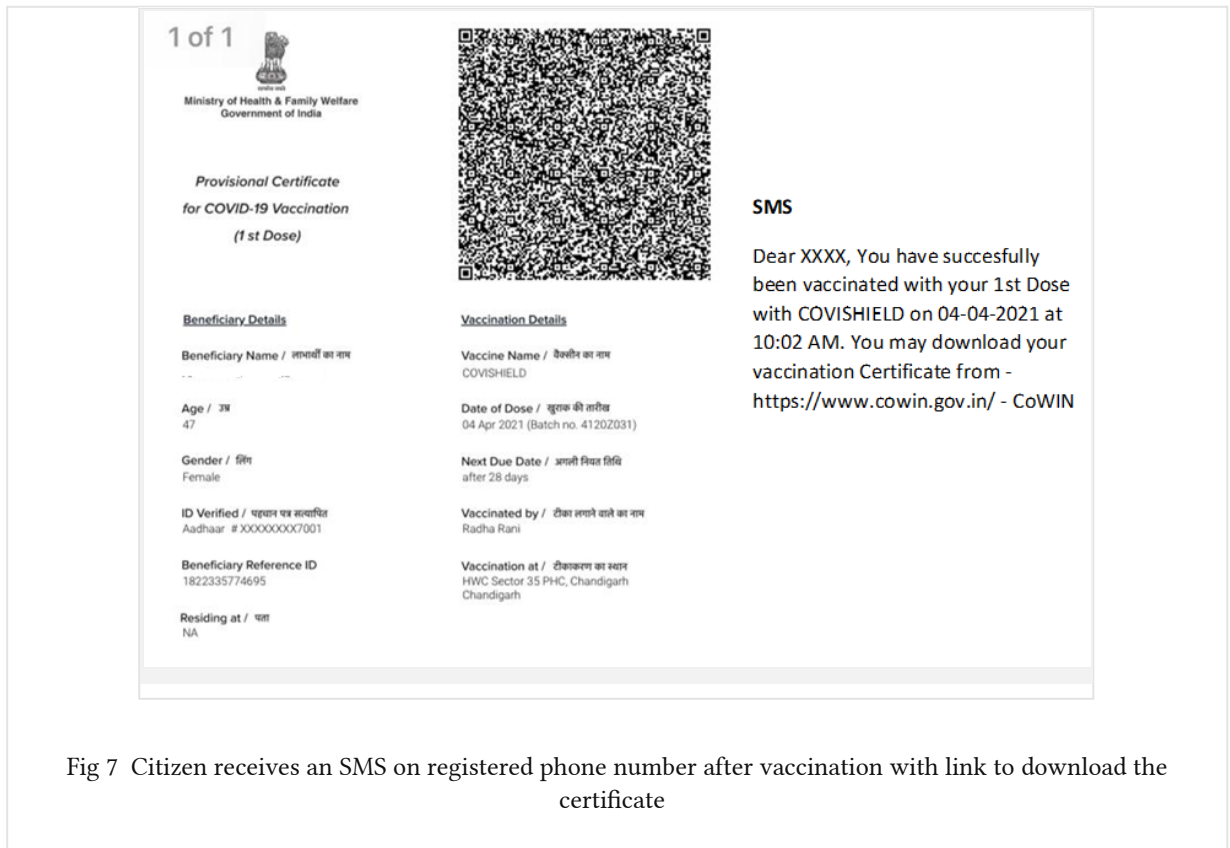 1 of 1
सत्यमेव जयते
Ministry of Health & Family Welfare
Government of India
Provisional Certificate
for COVID-19 Vaccination
(1 st Dose)
Beneficiary Details
Beneficiary Name / लाभार्थी का नाम
Age / उम्र
47
Gender / लिंग
Female
ID Verified / पहचान पत्र सत्यापित
Aadhaar # XXXXXXXX7001
Beneficiary Reference ID
1822335774695
Residing at / पता
NA
Vaccination Details
Vaccine Name / वैक्सीन का नाम
COVISHIELD
Date of Dose / खुराक की तारीख
04 Apr 2021 (Batch no. 4120Z031)
Next Due Date / अगली नियत तिथि
after 28 days
Vaccinated by / टीका लगाने वाले का नाम
Radha Rani
Vaccination at / टीकाकरण का स्थान
HWC Sector 35 PHC, Chandigarh
Chandigarh
SMS
Dear XXXX, You have succesfully
been vaccinated with your 1st Dose
with COVISHIELD on 04-04-2021 at
10:02 AM. You may download your
vaccination Certificate from -
https://www.cowin.gov.in/ - CoWIN
Fig 7 Citizen receives an SMS on registered phone number after vaccination with link to download the
certificate